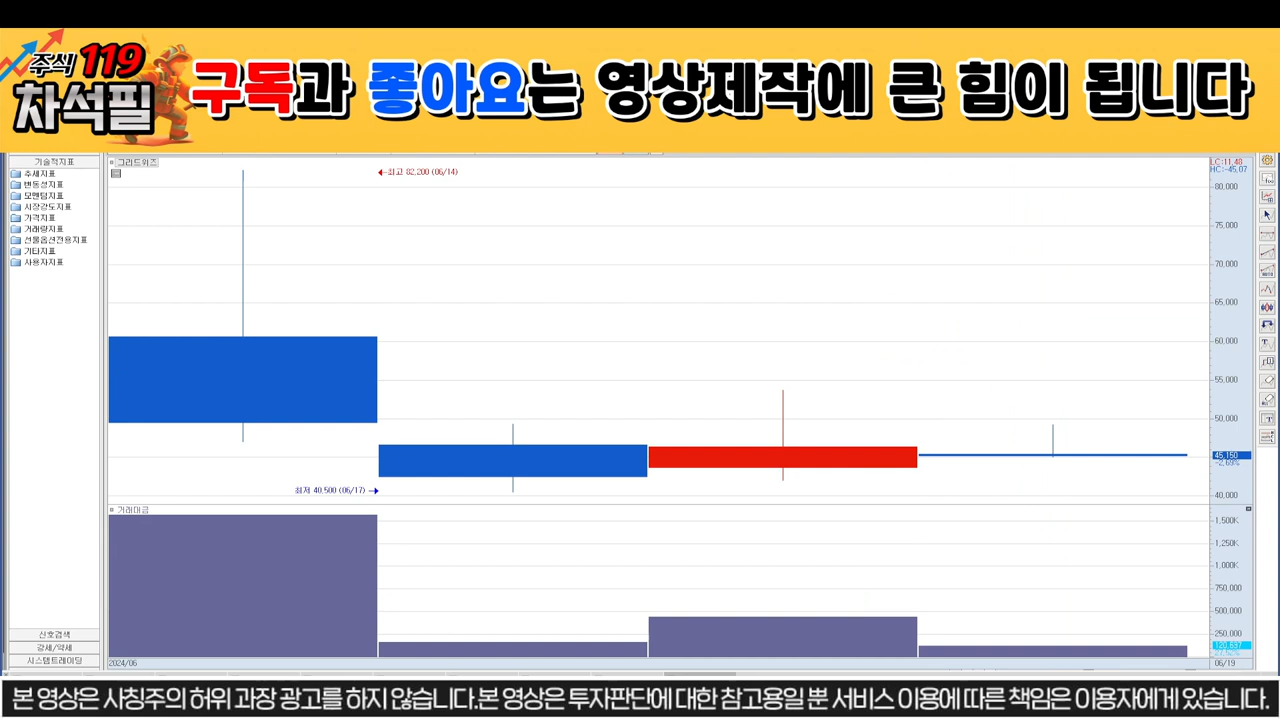 주식 119
차석필
구독과 좋아요는 영상제작에 큰 힘이 됩니다
기술적지표
추세지표
변동성지표
모멘텀지표
시장강도지표
가격지표
거래량지표
선물옵션전용지표
기타지표
사용자지표
신호검색
강세/약세
시스템트레이딩
그리드위즈
최고 82,200 (06/14)
최저 40,500 (06/17)
LC:11,48
HC:-45,07
80,000
75,000
70,000
65,000
60,000
55,000
50,000
45,150
-2,69%
40,000
거래대금
1,500K
1,250K
1,000K
750,000
500,000
250,000
120,637
27,52%
2024/06
06/19
본 영상은 사칭주의 허위 과장 광고를 하지 않습니다.본 영상은 투자판단에 대한 참고용일 뿐 서비스 이용에 따른 책임은 이용자에게 있습니다.